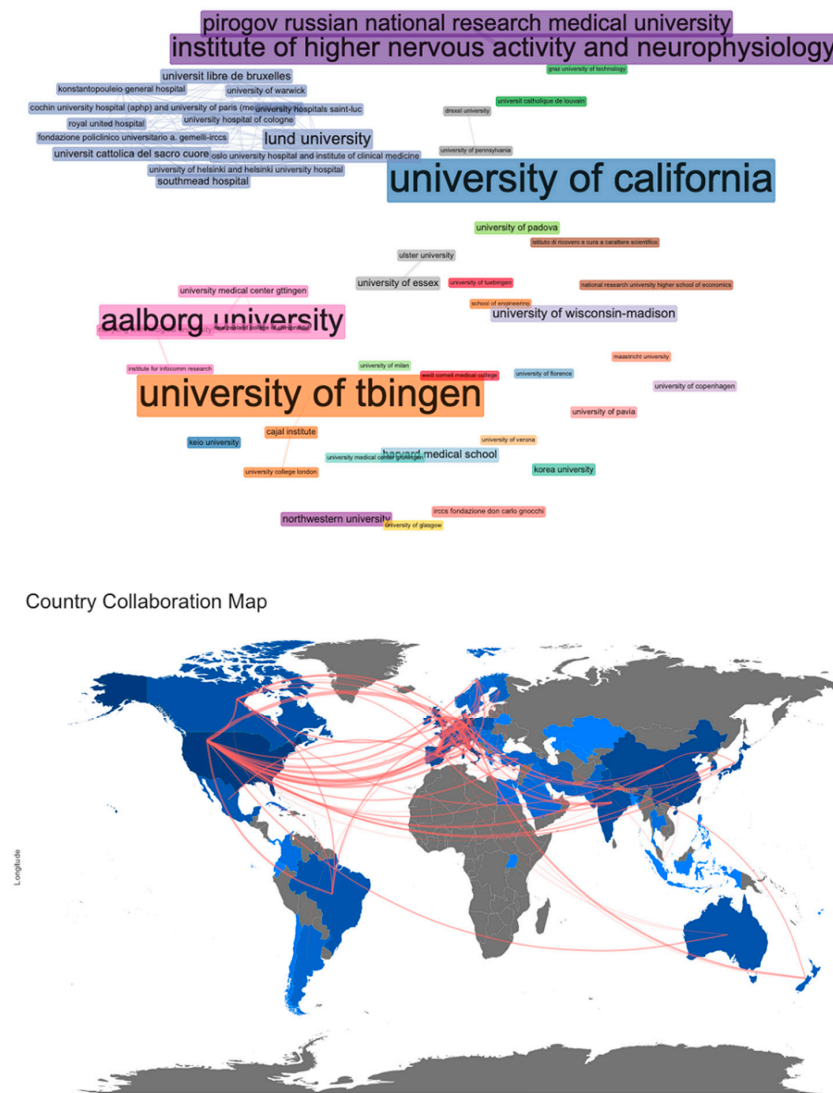 pirogov russian national research medical university
institute of higher nervous activity and neurophysiology
graz university of technology
universit libre de bruxelles
konstantopouleio general hospital
university of warwick
universit catholique de louvain
cochin university hospital (aphp) and university of paris (me
university hospitals saint-luc
drexel university
royal united hospital
university hospital of cologne
fondazione policlinico universitario a. gemelli-irccs
lund university
universit cattolica del sacro cuore
oslo university hospital and institute of clinical medicine
university of pennsylvania
university of helsinki and helsinki university hospital
southmead hospital
university of california
university of padova
istituto di ricovero e cura a carattere scientifico
ulster university
university of essex
university of tuebingen
national research university higher school of economics
university medical center gttingen
school of engineering
university of wisconsin-madison
aalborg university
new zealand college of chiropractic
maastricht university
institute for infocomm research
university of milan
weill cornell medical college
university of florence
university of copenhagen
university of tbingen
university of pavia
cajal institute
keio university
university of verona
harvard medical school
university medical center groningen
university college london
korea university
northwestern university
irccs fondazione don carlo gnocchi
university of glasgow
Country Collaboration Map
Longitude